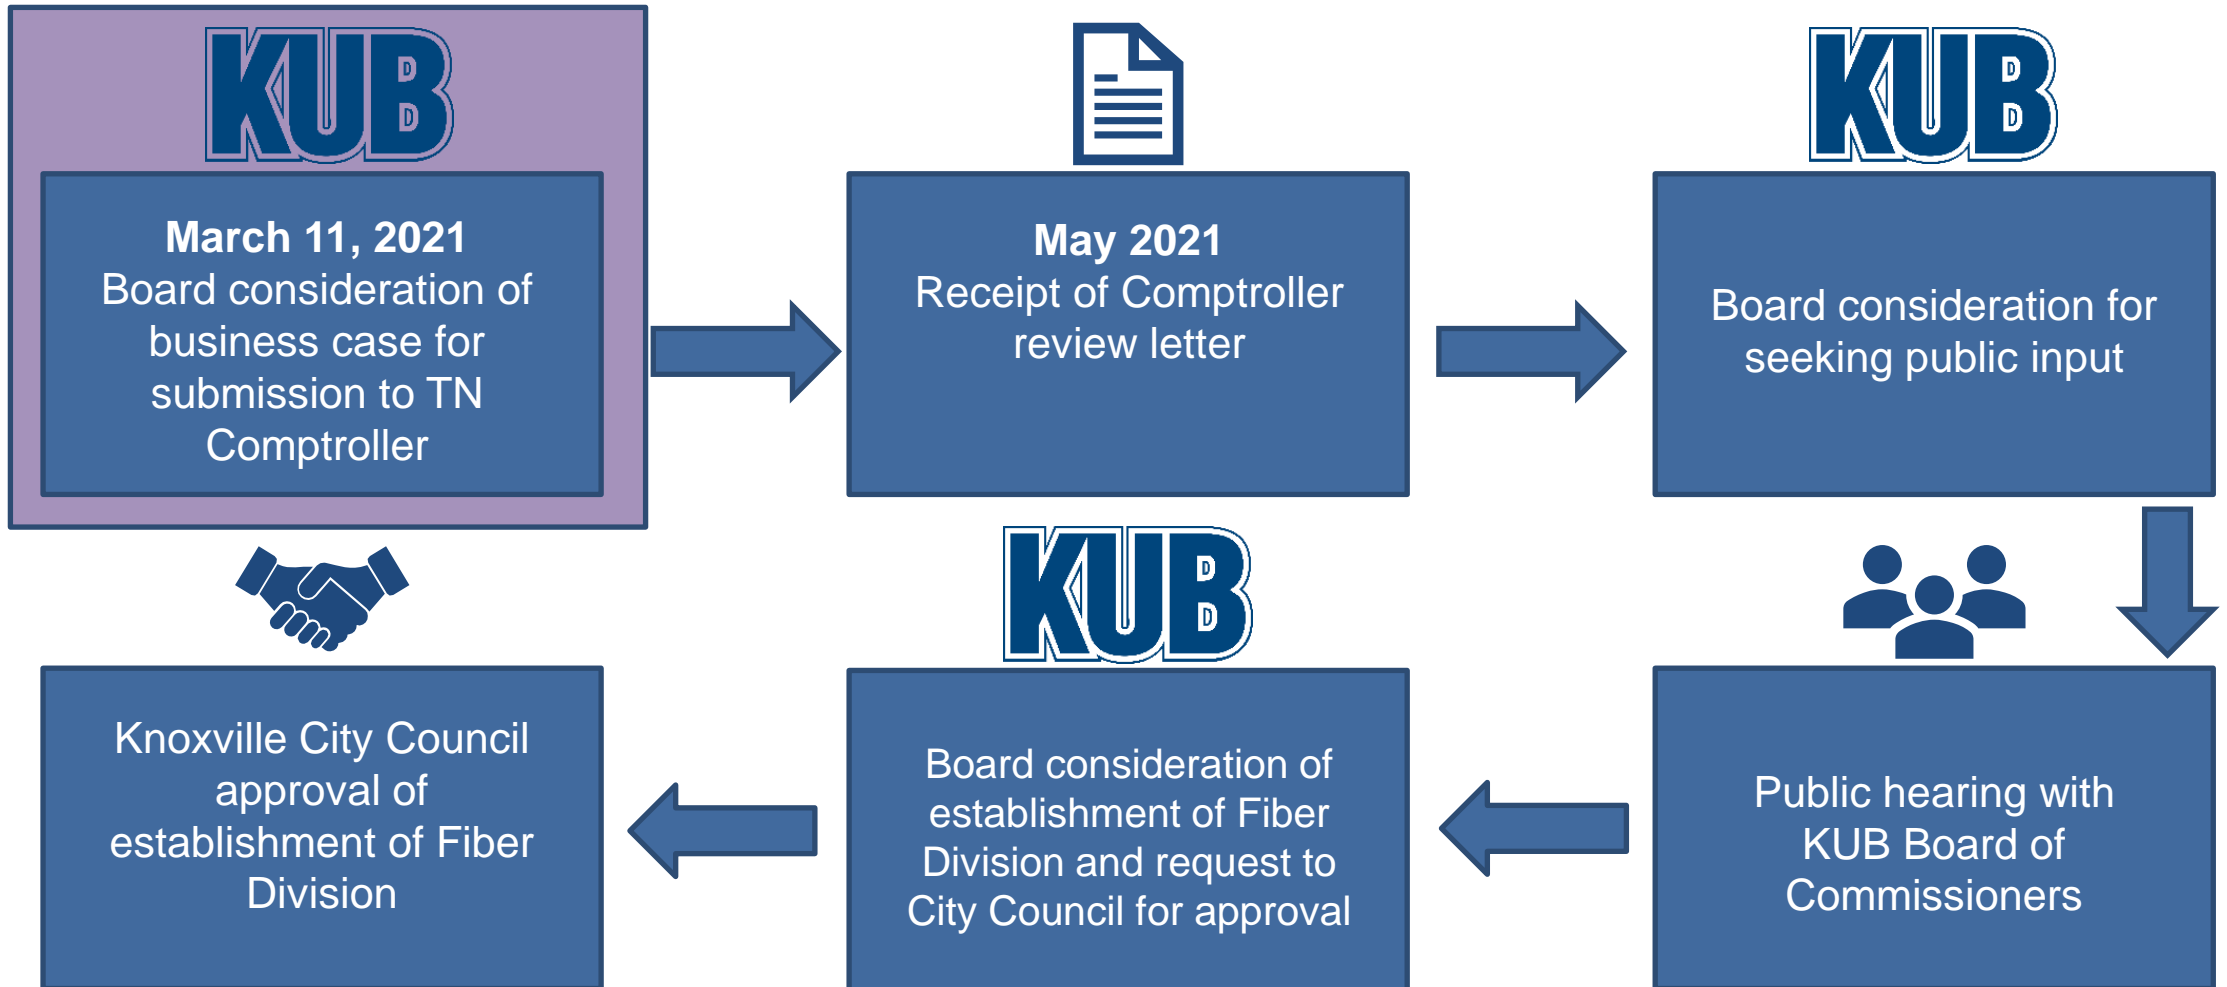 KUB
March 11, 2021
Board consideration of
business case for
submission to TN
Comptroller
May 2021
Receipt of Comptroller
review letter
KUB
Board consideration for
seeking public input
Public hearing with
KUB Board of
Commissioners
KUB
Board consideration of
establishment of Fiber
Division and request to
City Council for approval
Knoxville City Council
approval of
establishment of Fiber
Division